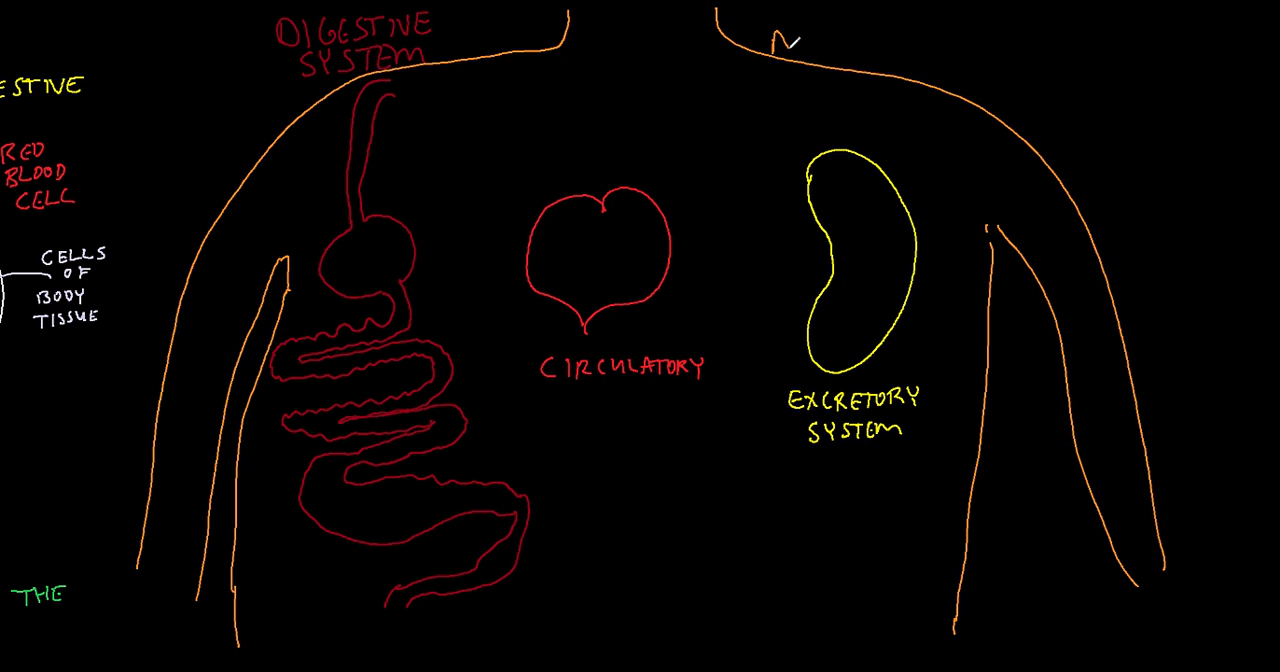 DIGESTIVE
SYSTEM
ESTIVE
RED
BLOOD
CELL
CELLS
OF
BODY
TISSUE
CIRCULATORY
EXCRETORY
SYSTEM
THE
N